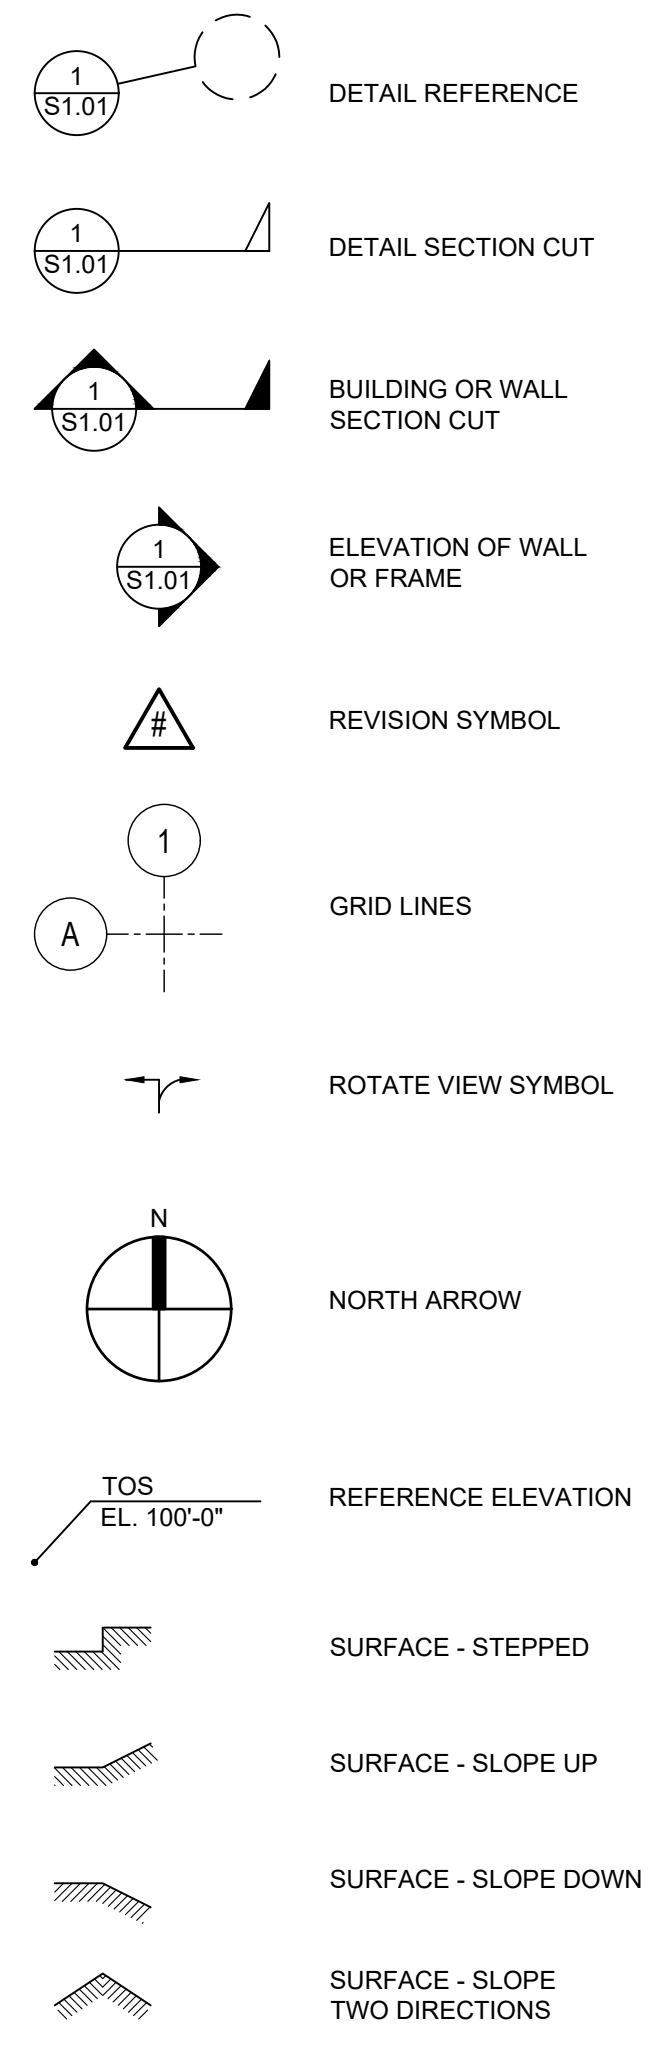 1
S1.01
DETAIL REFERENCE
1
S1.01
DETAIL SECTION CUT
1
S1.01
BUILDING OR WALL
SECTION CUT
1
S1.01
ELEVATION OF WALL
OR FRAME
#
REVISION SYMBOL
1
A
GRID LINES
ROTATE VIEW SYMBOL
N
NORTH ARROW
TOS
EL. 100'-0"
REFERENCE ELEVATION
SURFACE - STEPPED
SURFACE - SLOPE UP
SURFACE - SLOPE DOWN
SURFACE - SLOPE
TWO DIRECTIONS